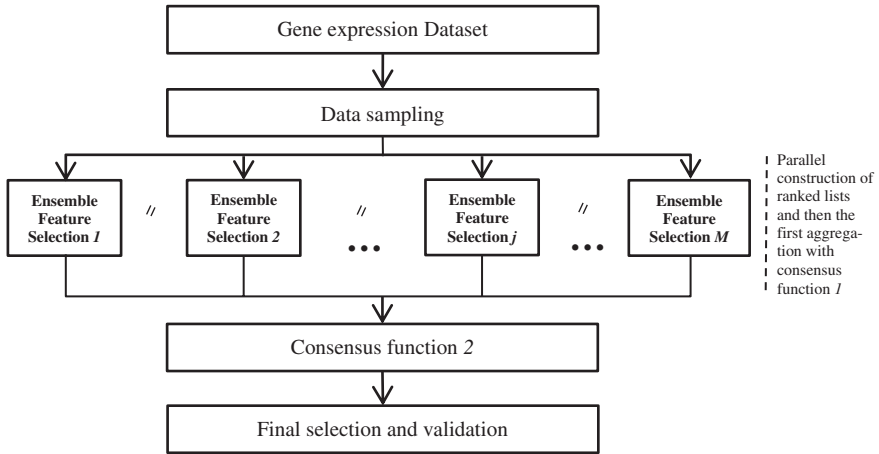 Gene expression Dataset
Data sampling
Ensemble
Feature
Selection 1
//
Ensemble
Feature
Selection 2
//
...
Ensemble
Feature
Selection j
//
...
Ensemble
Feature
Selection M
Parallel
construction of
ranked lists
and then the
first aggrega-
tion with
consensus
function 1
Consensus function 2
Final selection and validation